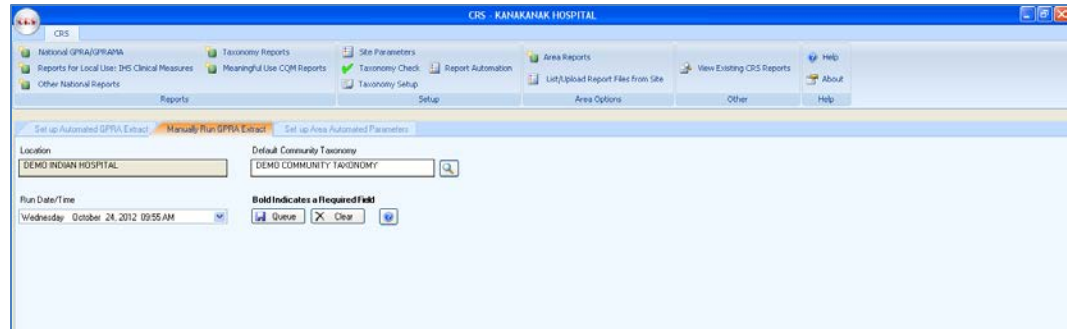 CRS - KANAKANAK HOSPITAL
CRS
National GPRA/GPRAMA
Reports for Local Use: IHS Clinical Measures
Other National Reports
Taxonomy Reports
Meaningful Use CQM Reports
Reports
Site Parameters
Taxonomy Check
Report Automation
Taxonomy Setup
Setup
Area Reports
List/Upload Report Files from Site
Area Options
View Existing CRS Reports
Other
Help
About
Help
Set up Automated GPRA Extract
Manually Run GPRA Extract
Set up Area Automated Parameters
Location
Default Community Taxonomy
DEMO INDIAN HOSPITAL
DEMO COMMUNITY TAXONOMY
Run Date/Time
Bold Indicates a Required Field
Wednesday October 24, 2012 09:55 AM
Queue
Clear